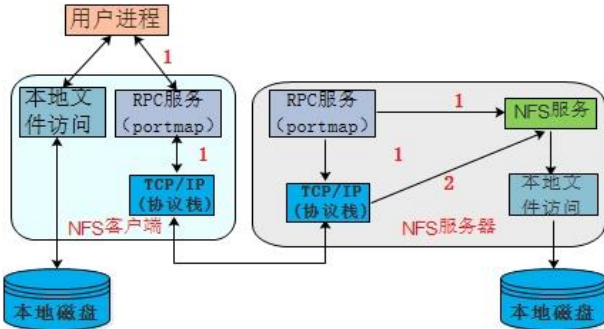 用户进程
1
本地文
件访问
RPC服务
（portmap）
1
TCP/IP
(协议栈)
NFS客户端
本地磁盘
RPC服务
（portmap）
1
NFS服务
1
2
TCP/IP
(协议栈)
本地文
件访问
NFS服务器
本地磁盘